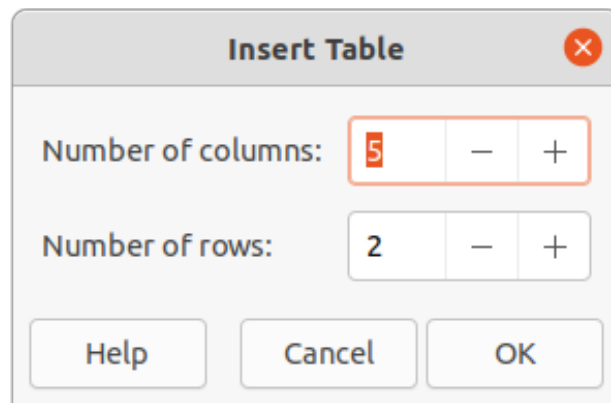 Insert Table
Number of columns: 5
Number of rows: 2
Help Cancel OK